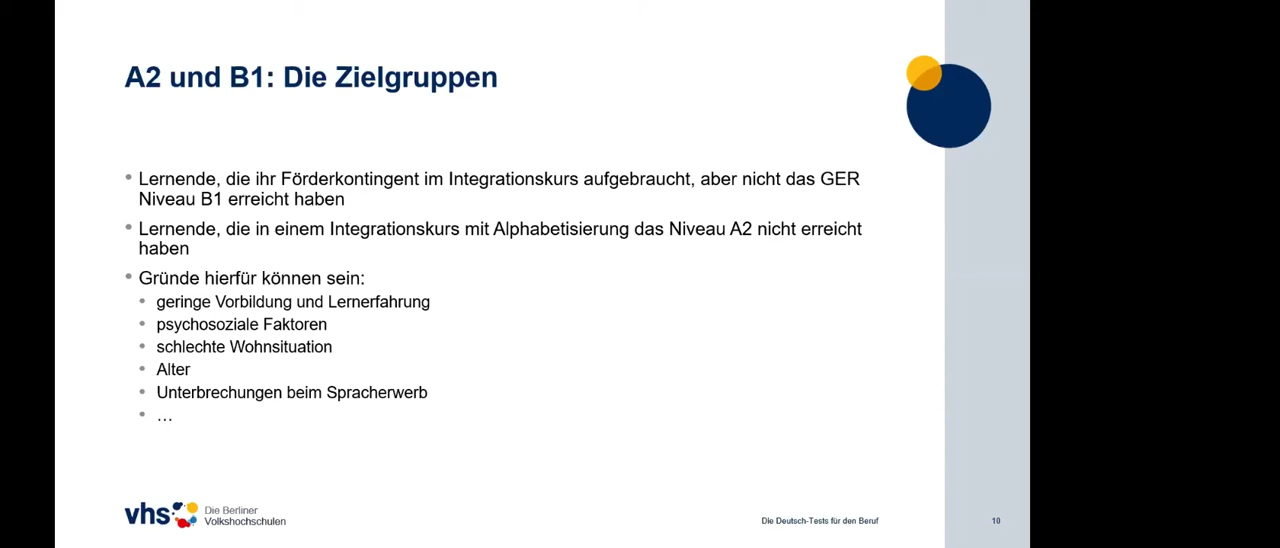 A2 und B1: Die Zielgruppen
• Lernende, die ihr Förderkontingent im Integrationskurs aufgebraucht, aber nicht das GER
Niveau B1 erreicht haben
• Lernende, die in einem Integrationskurs mit Alphabetisierung das Niveau A2 nicht erreicht
haben
• Gründe hierfür können sein:
• geringe Vorbildung und Lernerfahrung
• psychosoziale Faktoren
• schlechte Wohnsituation
• Alter
• Unterbrechungen beim Spracherwerb
• …
vhs
Die Berliner
Volkshochschulen
Die Deutsch-Tests für den Beruf
10